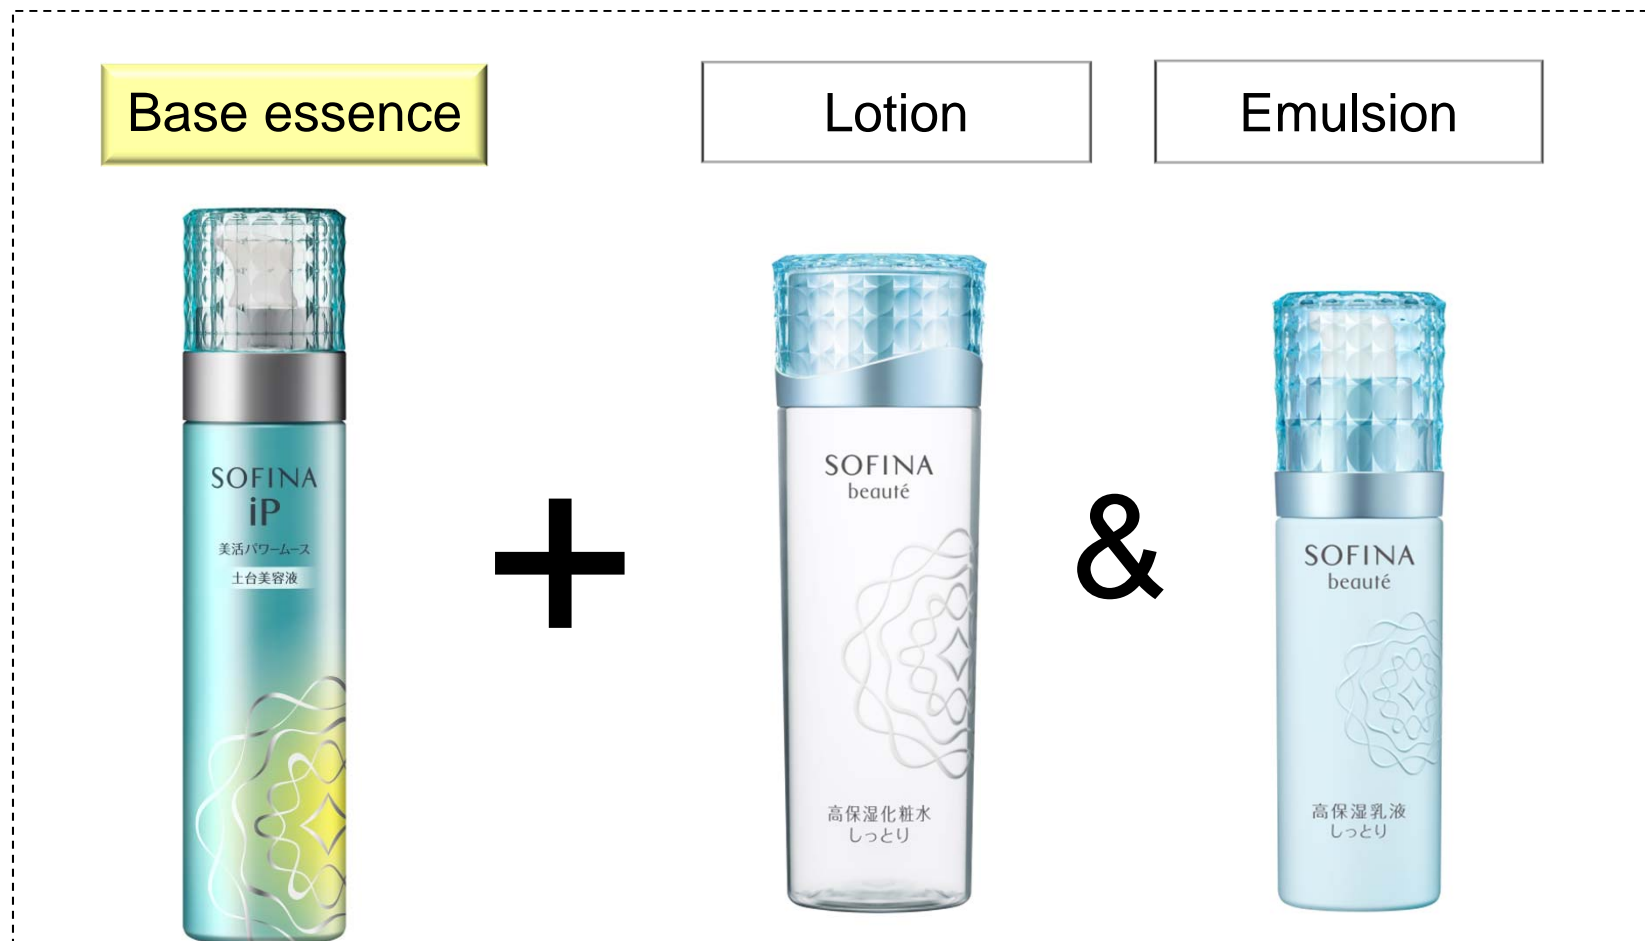 Base essence
Lotion
Emulsion
SOFINA
iP
美活パワームース
土台美容液
+
SOFINA
beauté
高保湿化粧水
しっとり
&
SOFINA
beauté
高保湿乳液
しっとり